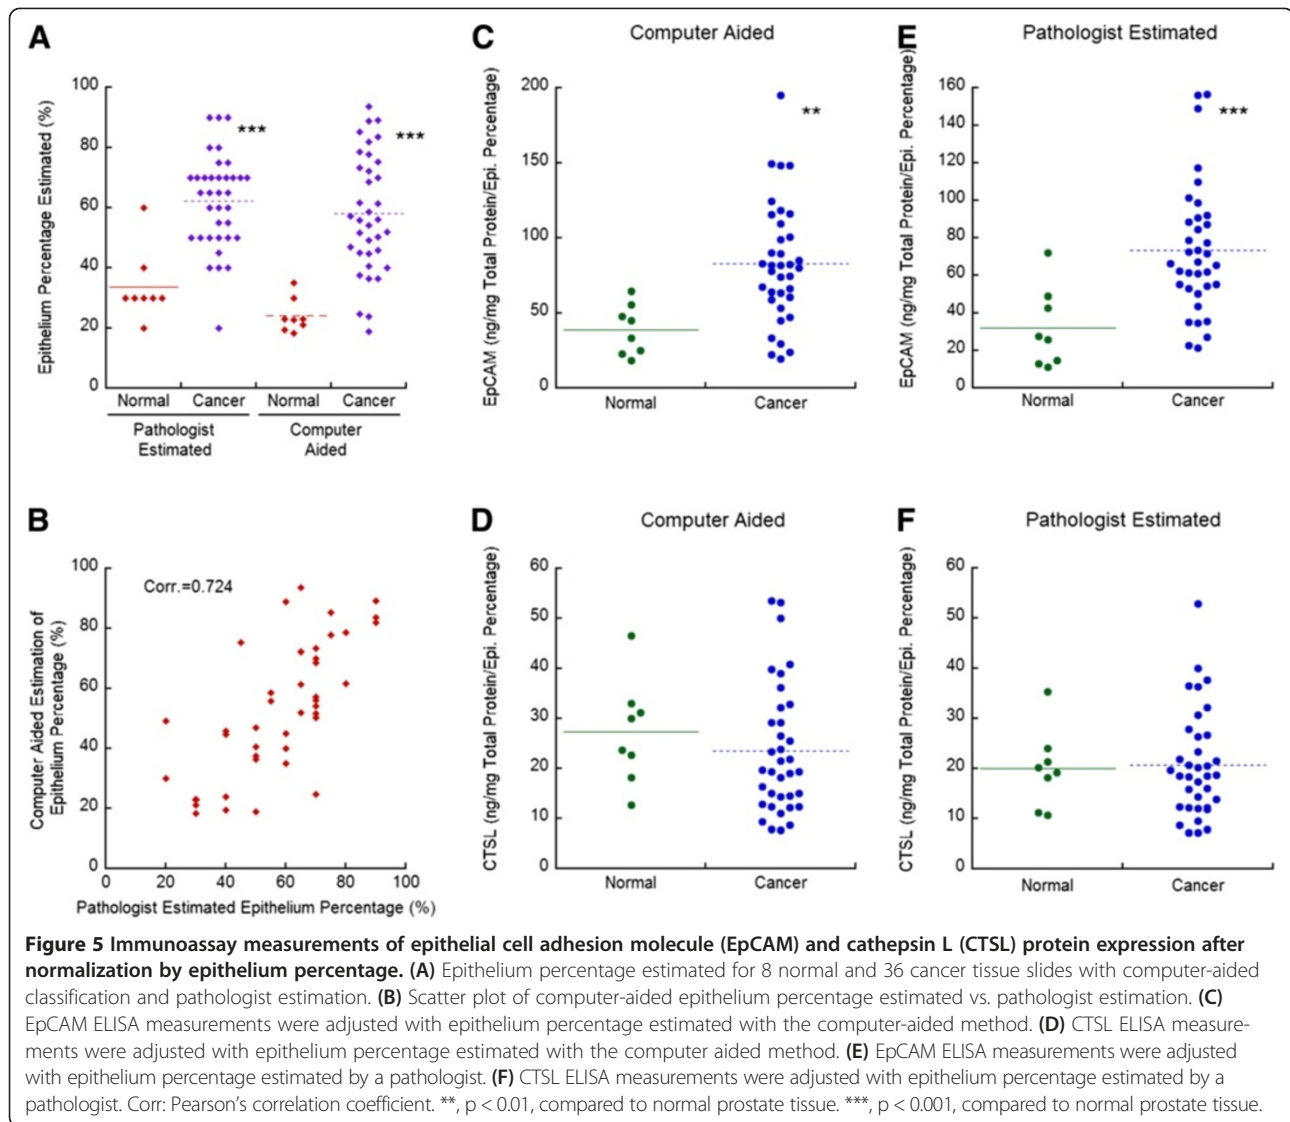 A
Epithelium Percentage Estimated (%)
100
80
60
40
20
0
***
***
Normal
Cancer
Normal
Cancer
Pathologist
Estimated
Computer
Aided
C
Computer Aided
EpCAM (ng/mg Total Protein/Epi. Percentage)
200
150
100
50
0
**
Normal
Cancer
E
Pathologist Estimated
EpCAM (ng/mg Total Protein/Epi. Percentage)
160
140
120
100
80
60
40
20
0
***
Normal
Cancer
B
Computer Aided Estimation of
Epithelium Percentage (%)
100
80
60
40
20
0
Corr.=0.724
0
20
40
60
80
100
Pathologist Estimated Epithelium Percentage (%)
D
Computer Aided
CTSL (ng/mg Total Protein/Epi. Percentage)
60
50
40
30
20
10
0
Normal
Cancer
F
Pathologist Estimated
CTSL (ng/mg Total Protein/Epi. Percentage)
60
50
40
30
20
10
0
Normal
Cancer
Figure 5 Immunoassay measurements of epithelial cell adhesion molecule (EpCAM) and cathepsin L (CTSL) protein expression after
normalization by epithelium percentage. (A) Epithelium percentage estimated for 8 normal and 36 cancer tissue slides with computer-aided
classification and pathologist estimation. (B) Scatter plot of computer-aided epithelium percentage estimated vs. pathologist estimation. (C)
EpCAM ELISA measurements were adjusted with epithelium percentage estimated with the computer-aided method. (D) CTSL ELISA measure-
ments were adjusted with epithelium percentage estimated with the computer aided method. (E) EpCAM ELISA measurements were adjusted
with epithelium percentage estimated by a pathologist. (F) CTSL ELISA measurements were adjusted with epithelium percentage estimated by a
pathologist. Corr: Pearson's correlation coefficient. **, p < 0.01, compared to normal prostate tissue. ***, p < 0.001, compared to normal prostate tissue.